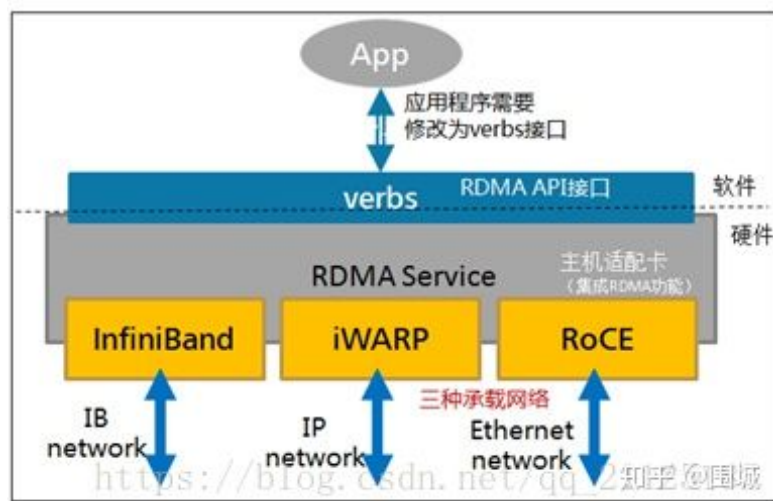 App
应用程序需要
修改为verbs接口
RDMA API接口
verbs
软件
硬件
主机适配卡
(集成RDMA功能)
RDMA Service
InfiniBand
iWARP
RoCE
三种承载网络
IB
network
IP
network
Ethernet
network
https://blog.csdn.net/qq_21
知乎 @围城